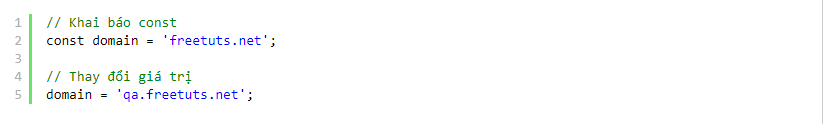 1 // Khai báo const
2 const domain = 'freetuts.net';
3
4 // Thay đổi giá trị
5 domain = 'qa.freetuts.net';